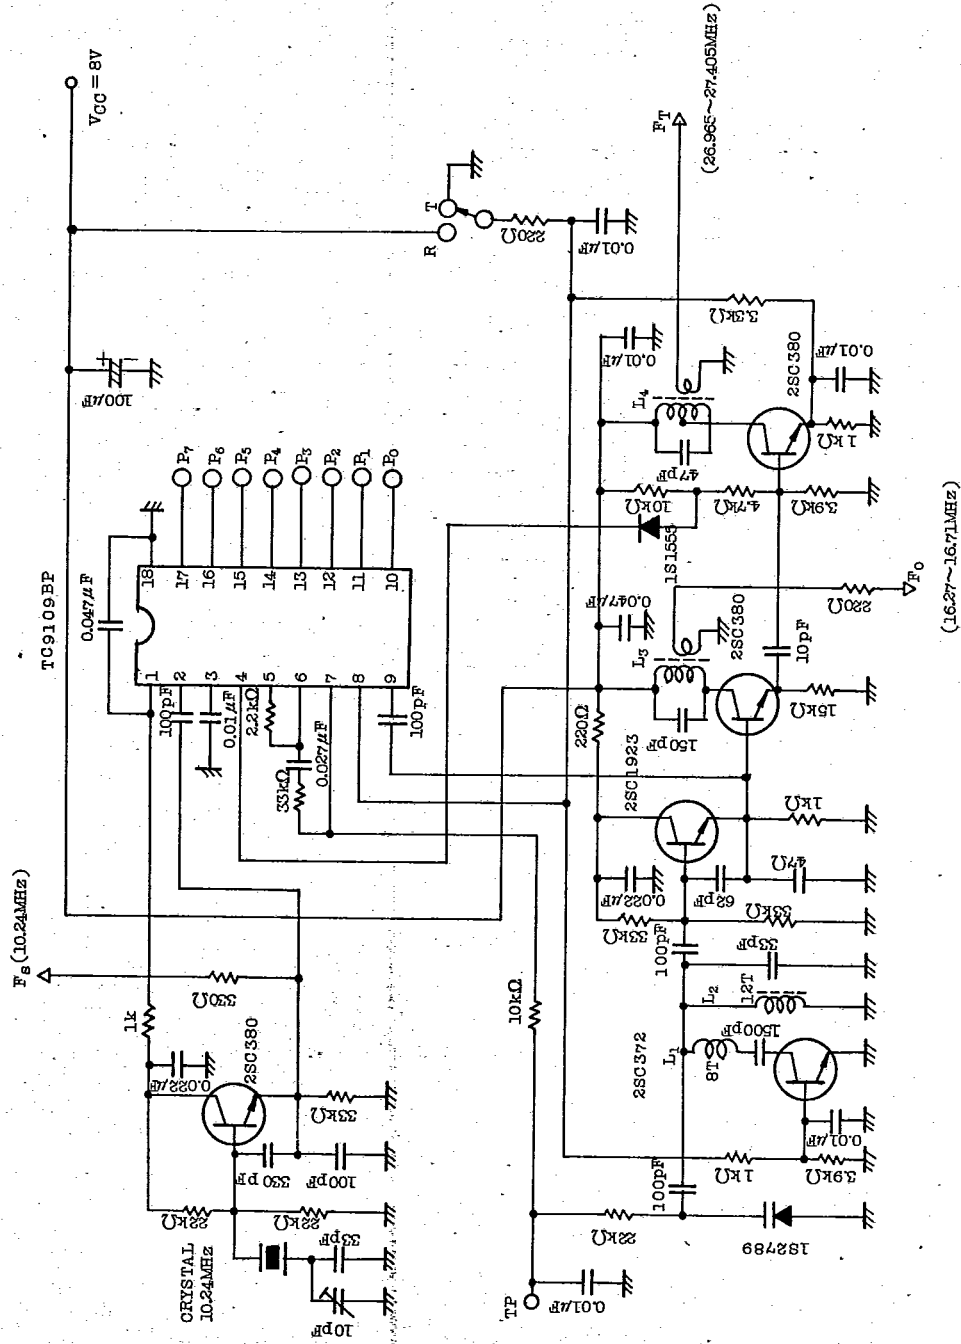 VCC = 8V
TC9109BP
0.047μF
100μF
+
−
18
17
16
15
14
13
12
11
10
P7
P6
P5
P4
P3
P2
P1
P0
1
2
3
4
5
6
7
8
9
100pF
0.01μF
2.2kΩ
33kΩ
0.027μF
100pF
R
T
220Ω
0.01μF
FT
(26.965~27.405MHz)
FS (10.24MHz)
330Ω
1k
0.022μF
2SC380
33kΩ
330pF
100pF
22kΩ
22kΩ
CRYSTAL
10.24MHz
33pF
10pF
10kΩ
TP
0.01μF
22kΩ
1S2789
100pF
1kΩ
3.9kΩ
0.01μF
2SC372
L1
8T
1500pF
L2
12T
33pF
100pF
33kΩ
33kΩ
0.022μF
62pF
47Ω
2SC1923
1kΩ
220Ω
150pF
L3
0.047μF
2SC380
15kΩ
10pF
220Ω
FO
(16.27~16.71MHz)
1S1555
10kΩ
4.7kΩ
3.9kΩ
47pF
L4
0.01μF
2SC380
3.3kΩ
1kΩ
0.01μF